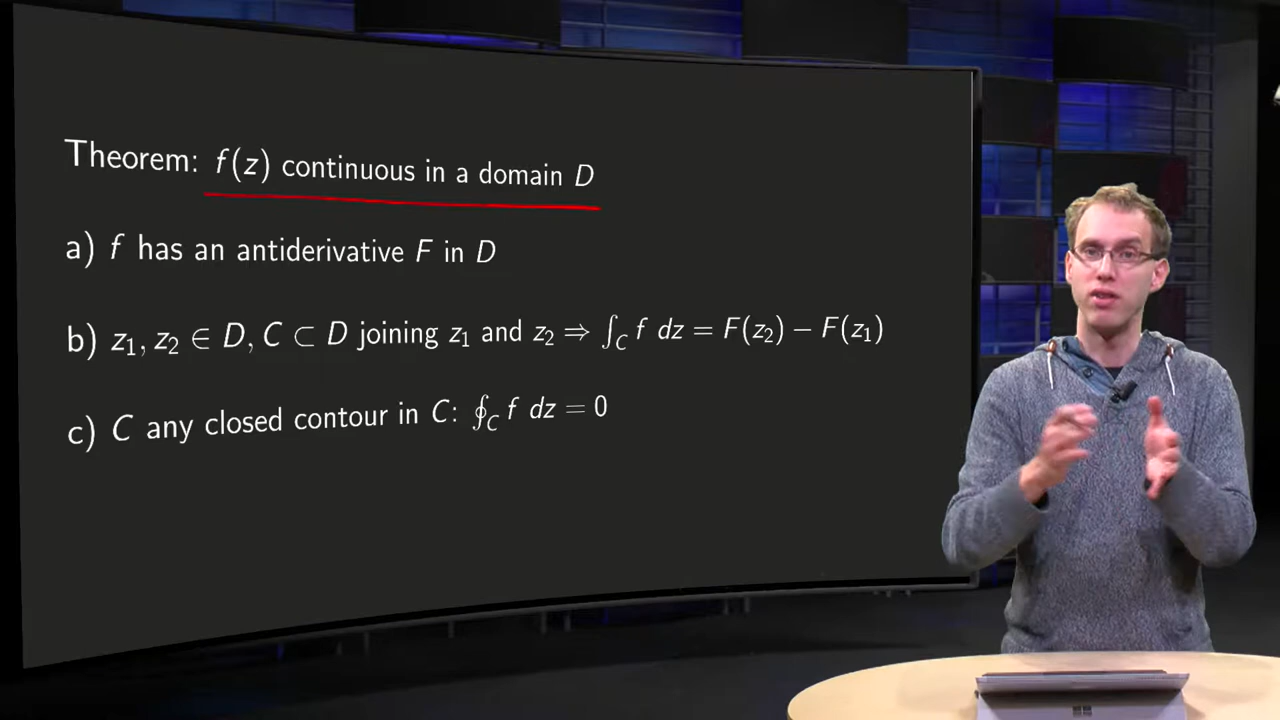 Theorem: f(z) continuous in a domain D
a) f has an antiderivative F in D
b) z₁, z₂ ∈ D, C ⊂ D joining z₁ and z₂ ⇒ ∫_C f dz = F(z₂) − F(z₁)
c) C any closed contour in C: ∮_C f dz = 0